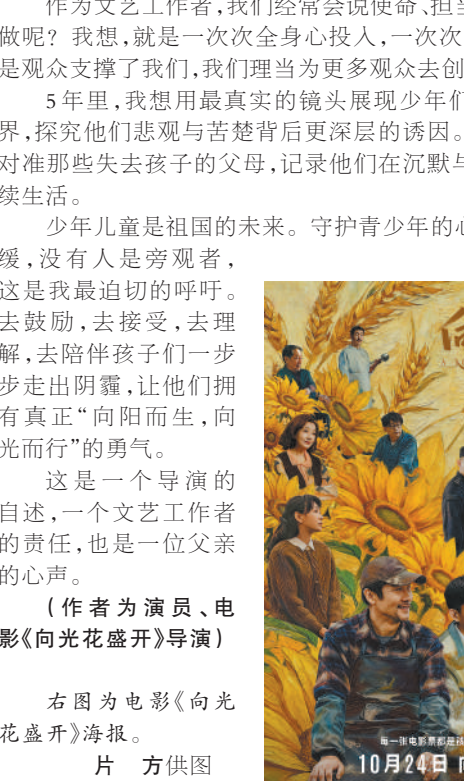 作为文艺工作者,我们经常会说使命、担当
做呢? 我想,就是一次次全身心投入,一次次
是观众支撑了我们,我们理当为更多观众去创
5年里,我想用最真实的镜头展现少年们
界,探究他们悲观与苦楚背后更深层的诱因。
对准那些失去孩子的父母,记录他们在沉默与
续生活。
少年儿童是祖国的未来。守护青少年的心
缓,没有人是旁观者,
这是我最迫切的呼吁。
去鼓励,去接受,去理
解,去陪伴孩子们一步
步走出阴霾,让他们拥
有真正“向阳而生,向
光而行”的勇气。
这是一个导演的
自述,一个文艺工作者
的责任,也是一位父亲
的心声。
(作者为演员、电
影《向光花盛开》导演)
右图为电影《向光
花盛开》海报。
片 方供图
向
每一张电影票都是孩
10月24日